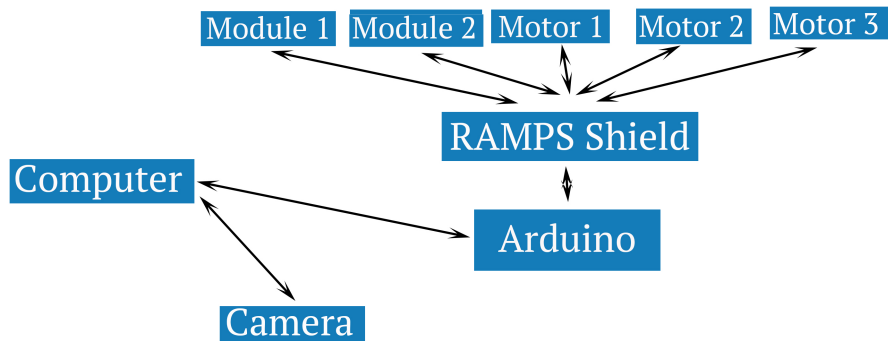 Module 1
Module 2
Motor 1
Motor 2
Motor 3
RAMPS Shield
Computer
Arduino
Camera